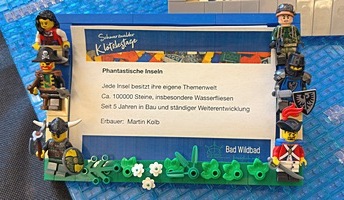 Schwarzwälder
Klötzlestage
Phantastische Inseln
Jede Insel besitzt ihre eigene Themenwelt
Ca. 100000 Steine, insbesondere Wasserfliesen
Seit 5 Jahren in Bau und ständiger Weiterentwicklung
Erbauer: Martin Kolb
Bad Wildbad